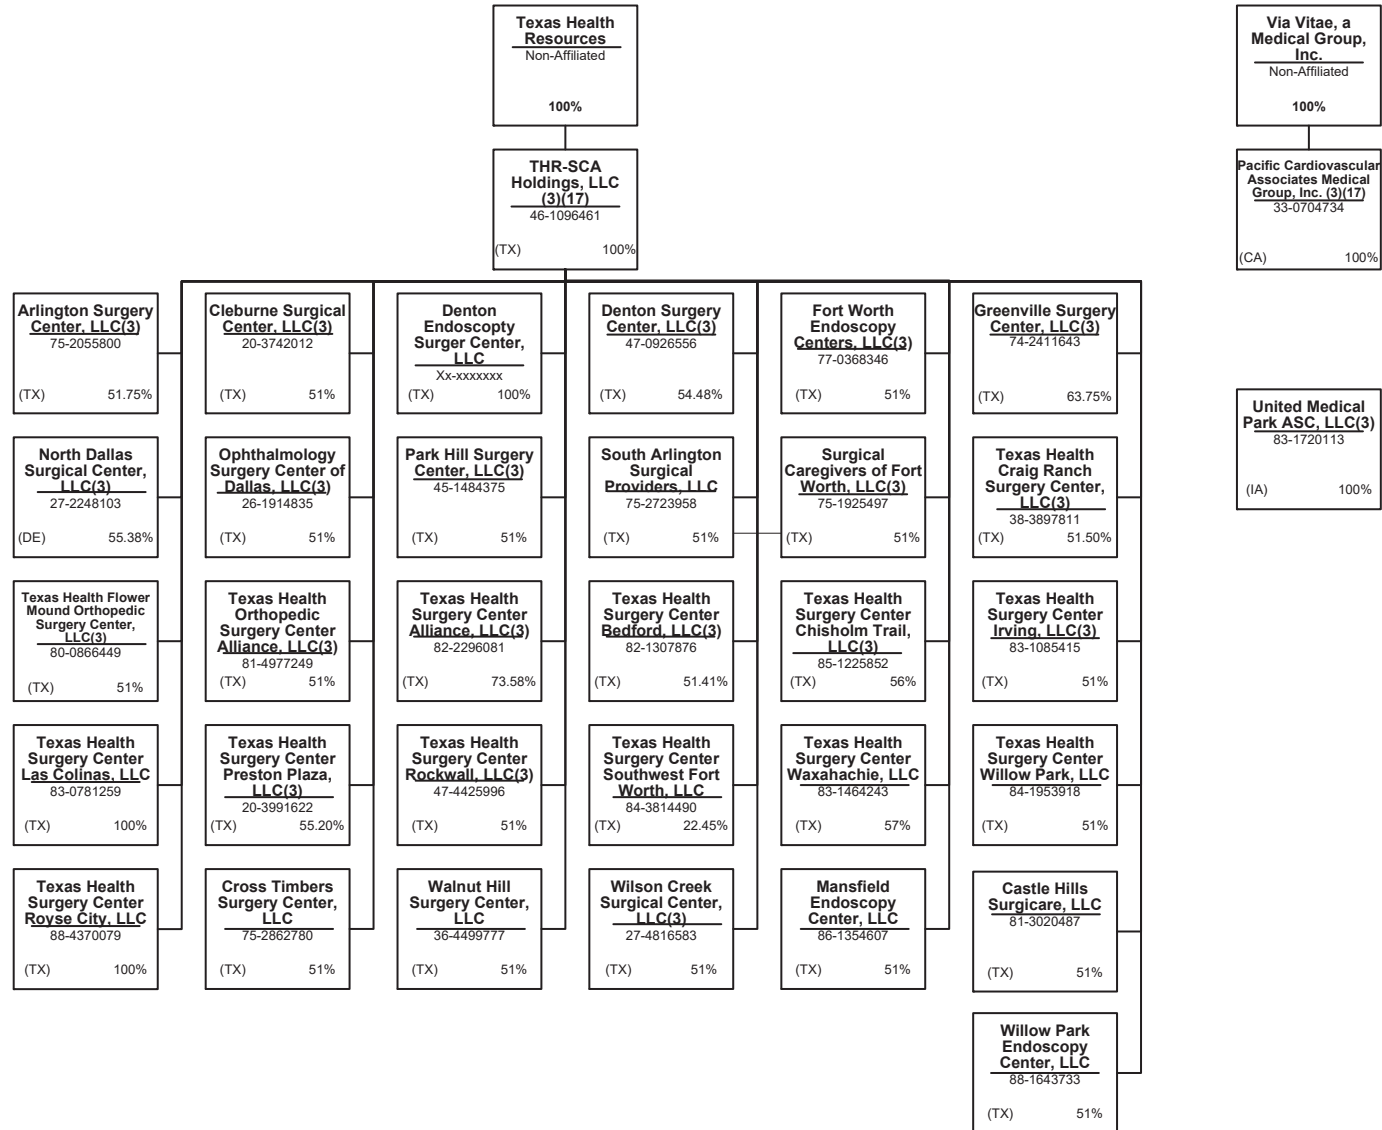 Texas Health
Resources
Non-Affiliated
100%
Via Vitae, a
Medical Group,
Inc.
Non-Affiliated
100%
THR-SCA
Holdings, LLC
(3)(17)
46-1096461
(TX) 100%
Pacific Cardiovascular
Associates Medical
Group, Inc. (3)(17)
33-0704734
(CA) 100%
Arlington Surgery
Center, LLC(3)
75-2055800
(TX) 51.75%
Cleburne Surgical
Center, LLC(3)
20-3742012
(TX) 51%
Denton
Endoscopty
Surger Center,
LLC
Xx-xxxxxxx
(TX) 100%
Denton Surgery
Center, LLC(3)
47-0926556
(TX) 54.48%
Fort Worth
Endoscopy
Centers, LLC(3)
77-0368346
(TX) 51%
Greenville Surgery
Center, LLC(3)
74-2411643
(TX) 63.75%
United Medical
Park ASC, LLC(3)
83-1720113
(IA) 100%
North Dallas
Surgical Center,
LLC(3)
27-2248103
(DE) 55.38%
Ophthalmology
Surgery Center of
Dallas, LLC(3)
26-1914835
(TX) 51%
Park Hill Surgery
Center, LLC(3)
45-1484375
(TX) 51%
South Arlington
Surgical
Providers, LLC
75-2723958
(TX) 51%
Surgical
Caregivers of Fort
Worth, LLC(3)
75-1925497
(TX) 51%
Texas Health
Craig Ranch
Surgery Center,
LLC(3)
38-3897811
(TX) 51.50%
Texas Health Flower
Mound Orthopedic
Surgery Center,
LLC(3)
80-0866449
(TX) 51%
Texas Health
Orthopedic
Surgery Center
Alliance, LLC(3)
81-4977249
(TX) 51%
Texas Health
Surgery Center
Alliance, LLC(3)
82-2296081
(TX) 73.58%
Texas Health
Surgery Center
Bedford, LLC(3)
82-1307876
(TX) 51.41%
Texas Health
Surgery Center
Chisholm Trail,
LLC(3)
85-1225852
(TX) 56%
Texas Health
Surgery Center
Irving, LLC(3)
83-1085415
(TX) 51%
Texas Health
Surgery Center
Las Colinas, LLC
83-0781259
(TX) 100%
Texas Health
Surgery Center
Preston Plaza,
LLC(3)
20-3991622
(TX) 55.20%
Texas Health
Surgery Center
Rockwall, LLC(3)
47-4425996
(TX) 51%
Texas Health
Surgery Center
Southwest Fort
Worth, LLC
84-3814490
(TX) 22.45%
Texas Health
Surgery Center
Waxahachie, LLC
83-1464243
(TX) 57%
Texas Health
Surgery Center
Willow Park, LLC
84-1953918
(TX) 51%
Texas Health
Surgery Center
Royse City, LLC
88-4370079
(TX) 100%
Cross Timbers
Surgery Center,
LLC
75-2862780
(TX) 51%
Walnut Hill
Surgery Center,
LLC
36-4499777
(TX) 51%
Wilson Creek
Surgical Center,
LLC(3)
27-4816583
(TX) 51%
Mansfield
Endoscopy
Center, LLC
86-1354607
(TX) 51%
Castle Hills
Surgicare, LLC
81-3020487
(TX) 51%
Willow Park
Endoscopy
Center, LLC
88-1643733
(TX) 51%